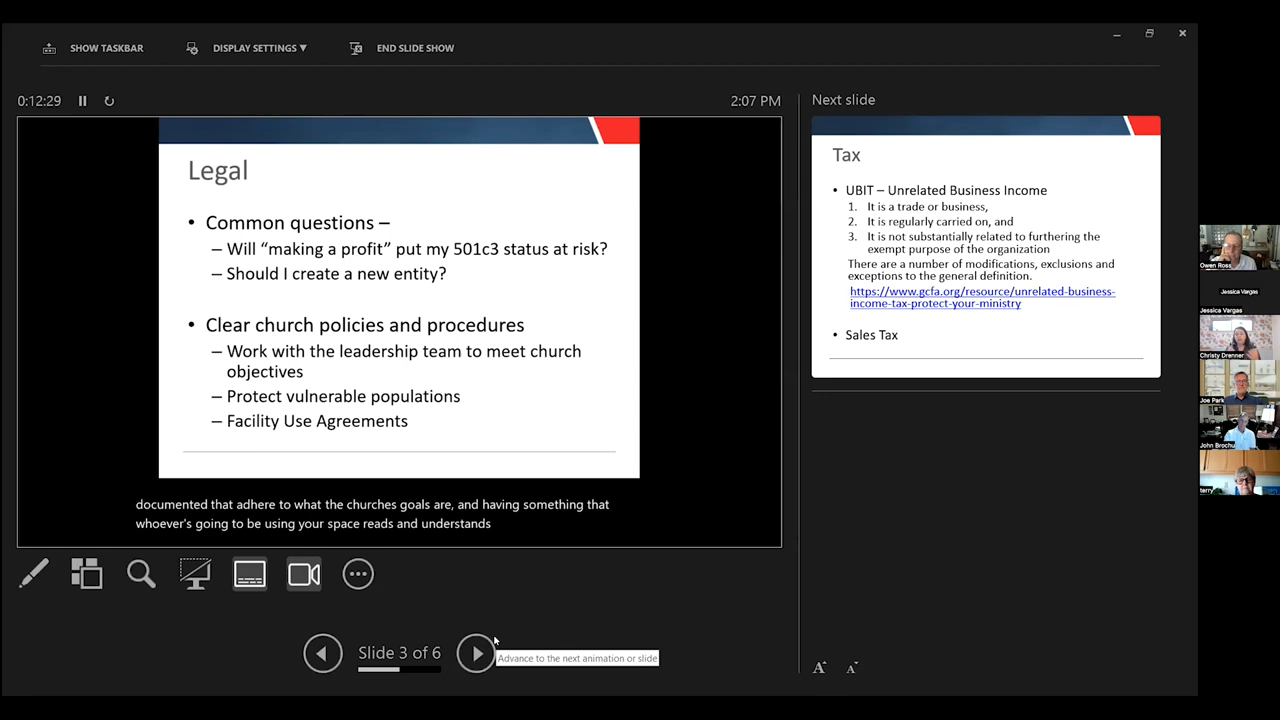 SHOW TASKBAR
DISPLAY SETTINGS ▼
END SLIDE SHOW
0:12:29
2:07 PM
Legal
• Common questions –
– Will “making a profit” put my 501c3 status at risk?
– Should I create a new entity?
• Clear church policies and procedures
– Work with the leadership team to meet church
objectives
– Protect vulnerable populations
– Facility Use Agreements
documented that adhere to what the churches goals are, and having something that
whoever's going to be using your space reads and understands
Slide 3 of 6
Advance to the next animation or slide
Next slide
Tax
• UBIT – Unrelated Business Income
1. It is a trade or business,
2. It is regularly carried on, and
3. It is not substantially related to furthering the
exempt purpose of the organization
There are a number of modifications, exclusions and
exceptions to the general definition.
https://www.gcfa.org/resource/unrelated-business-
income-tax-protect-your-ministry
• Sales Tax
A A
Owen Ross
Jessica Vargas
Jessica Vargas
Christy Drenner
Joe Park
John Brochu
terry